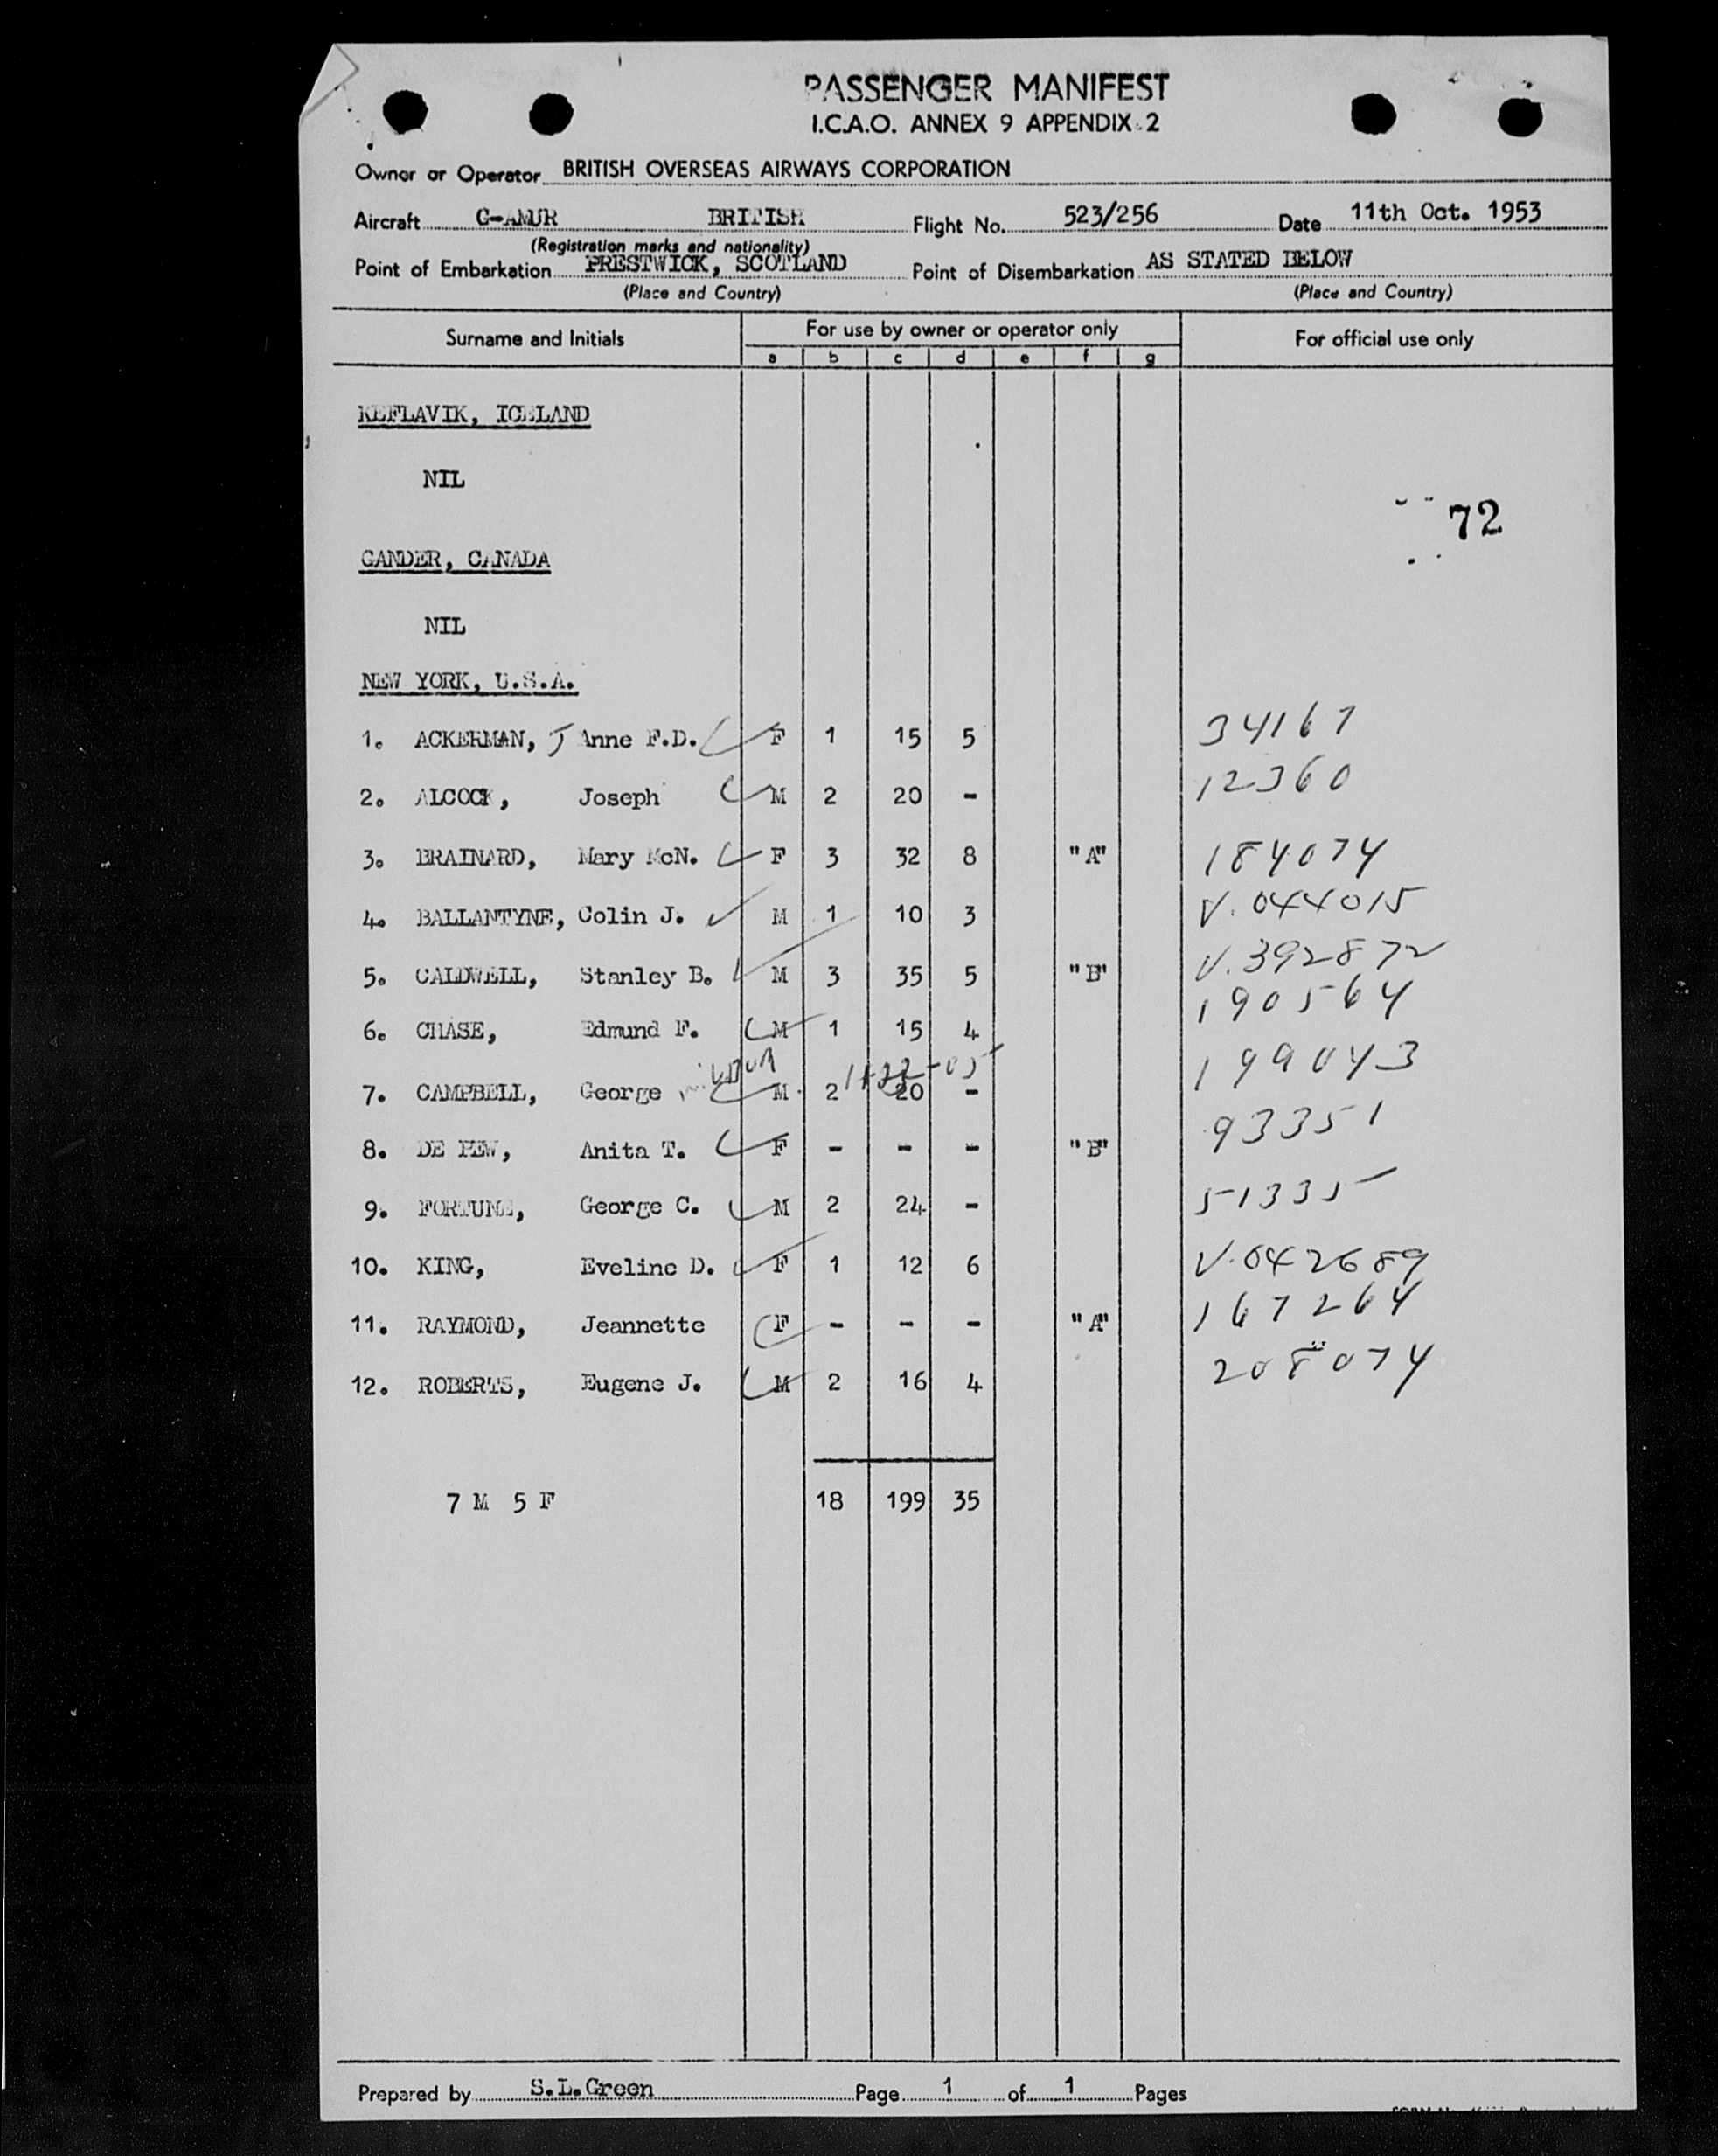 PASSENGER MANIFEST
I.C.A.O. ANNEX 9 APPENDIX 2
Owner or Operator BRITISH OVERSEAS AIRWAYS CORPORATION
Aircraft G-AMUR BRITISH Flight No. 523/256 Date 11th Oct. 1953
(Registration marks and nationality)
Point of Embarkation PRESTWICK, SCOTLAND Point of Disembarkation AS STATED BELOW
(Place and Country) (Place and Country)
Surname and Initials For use by owner or operator only For official use only
a b c d e f g
KEFLAVIK, ICELAND
NIL
72
GANDER, CANADA
NIL
NEW YORK, U.S.A.
1. ACKERMAN, J Anne F.D. F 1 15 5 34167
2. ALCOCK, Joseph M 2 20 - 12360
3. BRAINARD, Mary McN. F 3 32 8 "A" 184074
4. BALLANTYNE, Colin J. M 1 10 3 V.044015
5. CALDWELL, Stanley B. M 3 35 5 "B" V.392872
6. CHASE, Edmund F. M 1 15 4 190564
7. CAMPBELL, George M 2 20 - 199043
8. DE PEW, Anita T. F - - - "B" 93351
9. FORTUNE, George C. M 2 24 - 51335
10. KING, Eveline D. F 1 12 6 V.042689
11. RAYMOND, Jeannette F - - - "A" 167264
12. ROBERTS, Eugene J. M 2 16 4 208074
7 M 5 F 18 199 35
Prepared by S.L.Green Page 1 of 1 Pages